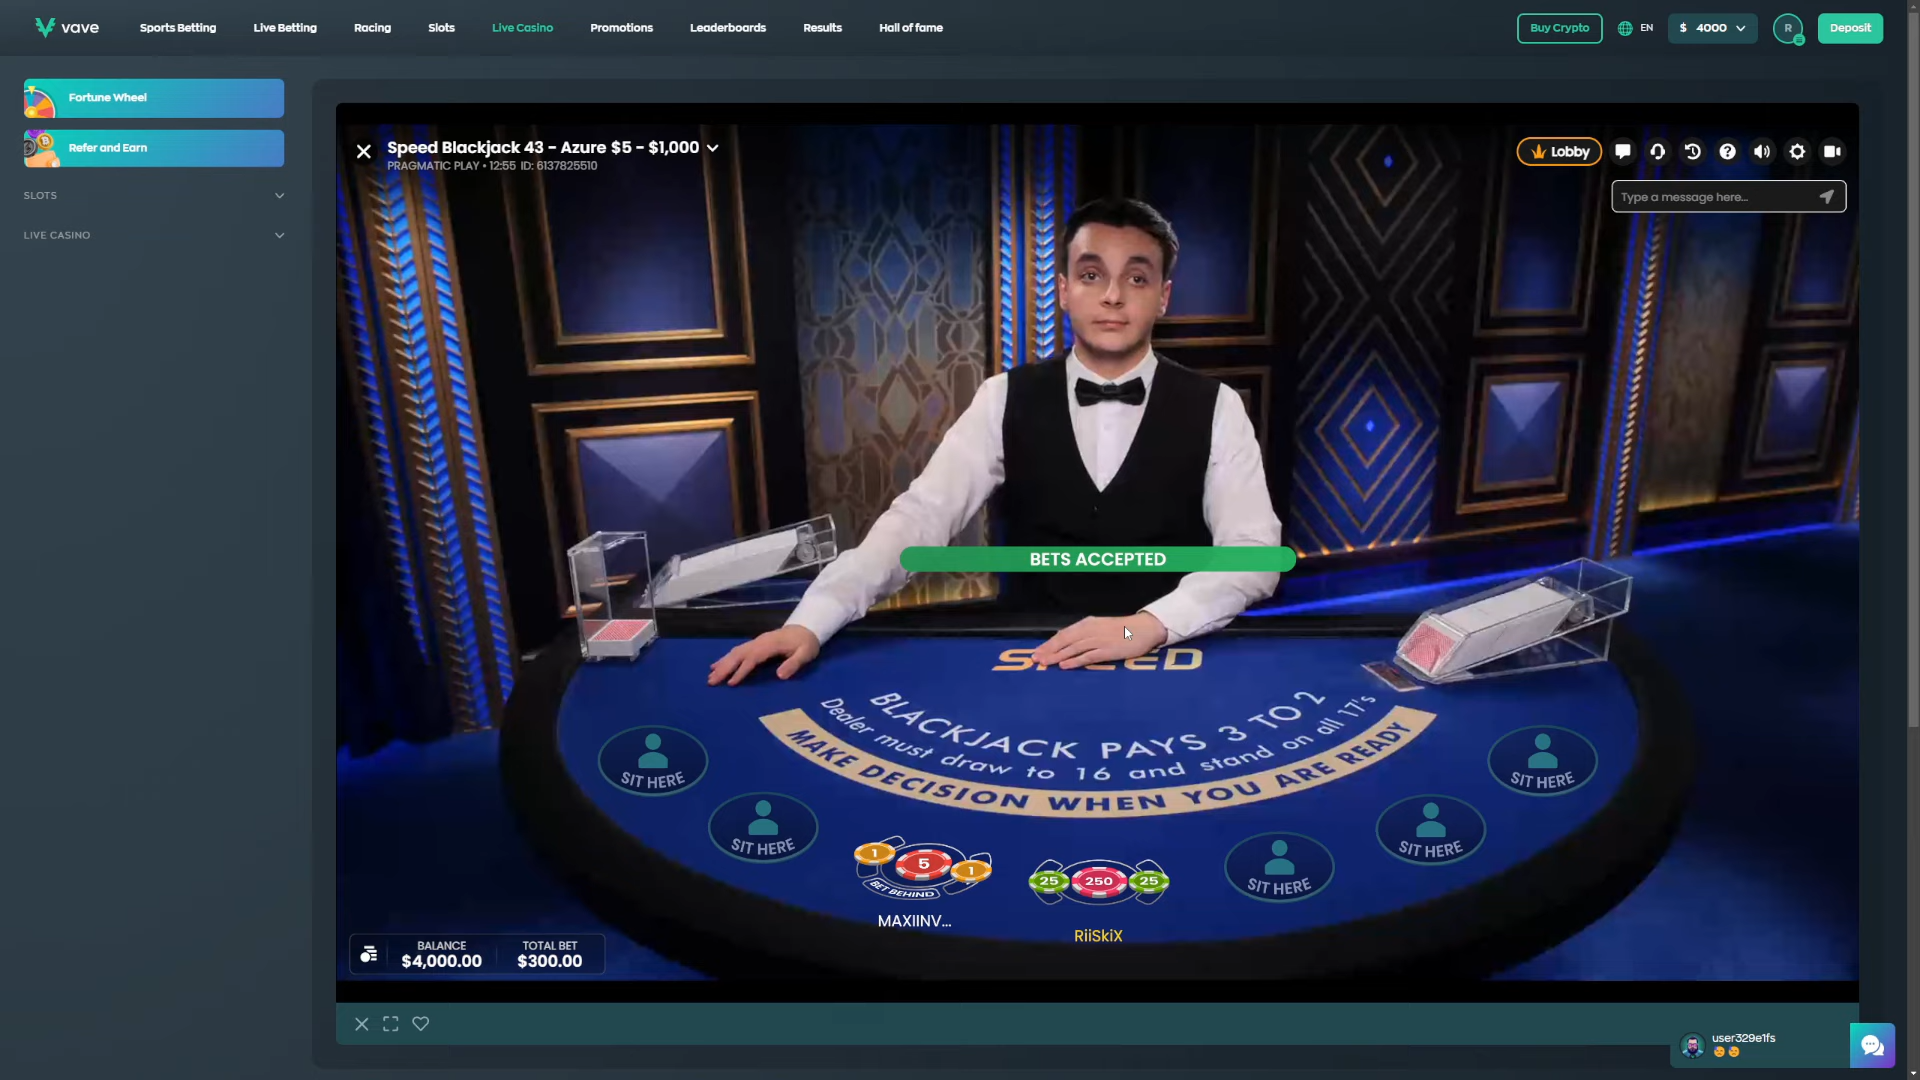 vave
Sports Betting
Live Betting
Racing
Slots
Live Casino
Promotions
Leaderboards
Results
Hall of fame
Buy Crypto
EN
$ 4000
R
Deposit
Fortune Wheel
Refer and Earn
SLOTS
LIVE CASINO
Speed Blackjack 43 - Azure $5 - $1,000
PRAGMATIC PLAY • 12:55 ID: 6137825510
Lobby
Type a message here...
BETS ACCEPTED
SPEED
BLACKJACK PAYS 3 TO 2
Dealer must draw to 16 and stand on all 17's
MAKE DECISION WHEN YOU ARE READY
SIT HERE
SIT HERE
1
5
1
BET BEHIND
MAXIINV...
25
250
25
RiiSkiX
SIT HERE
SIT HERE
SIT HERE
BALANCE
$4,000.00
TOTAL BET
$300.00
user329e1fs